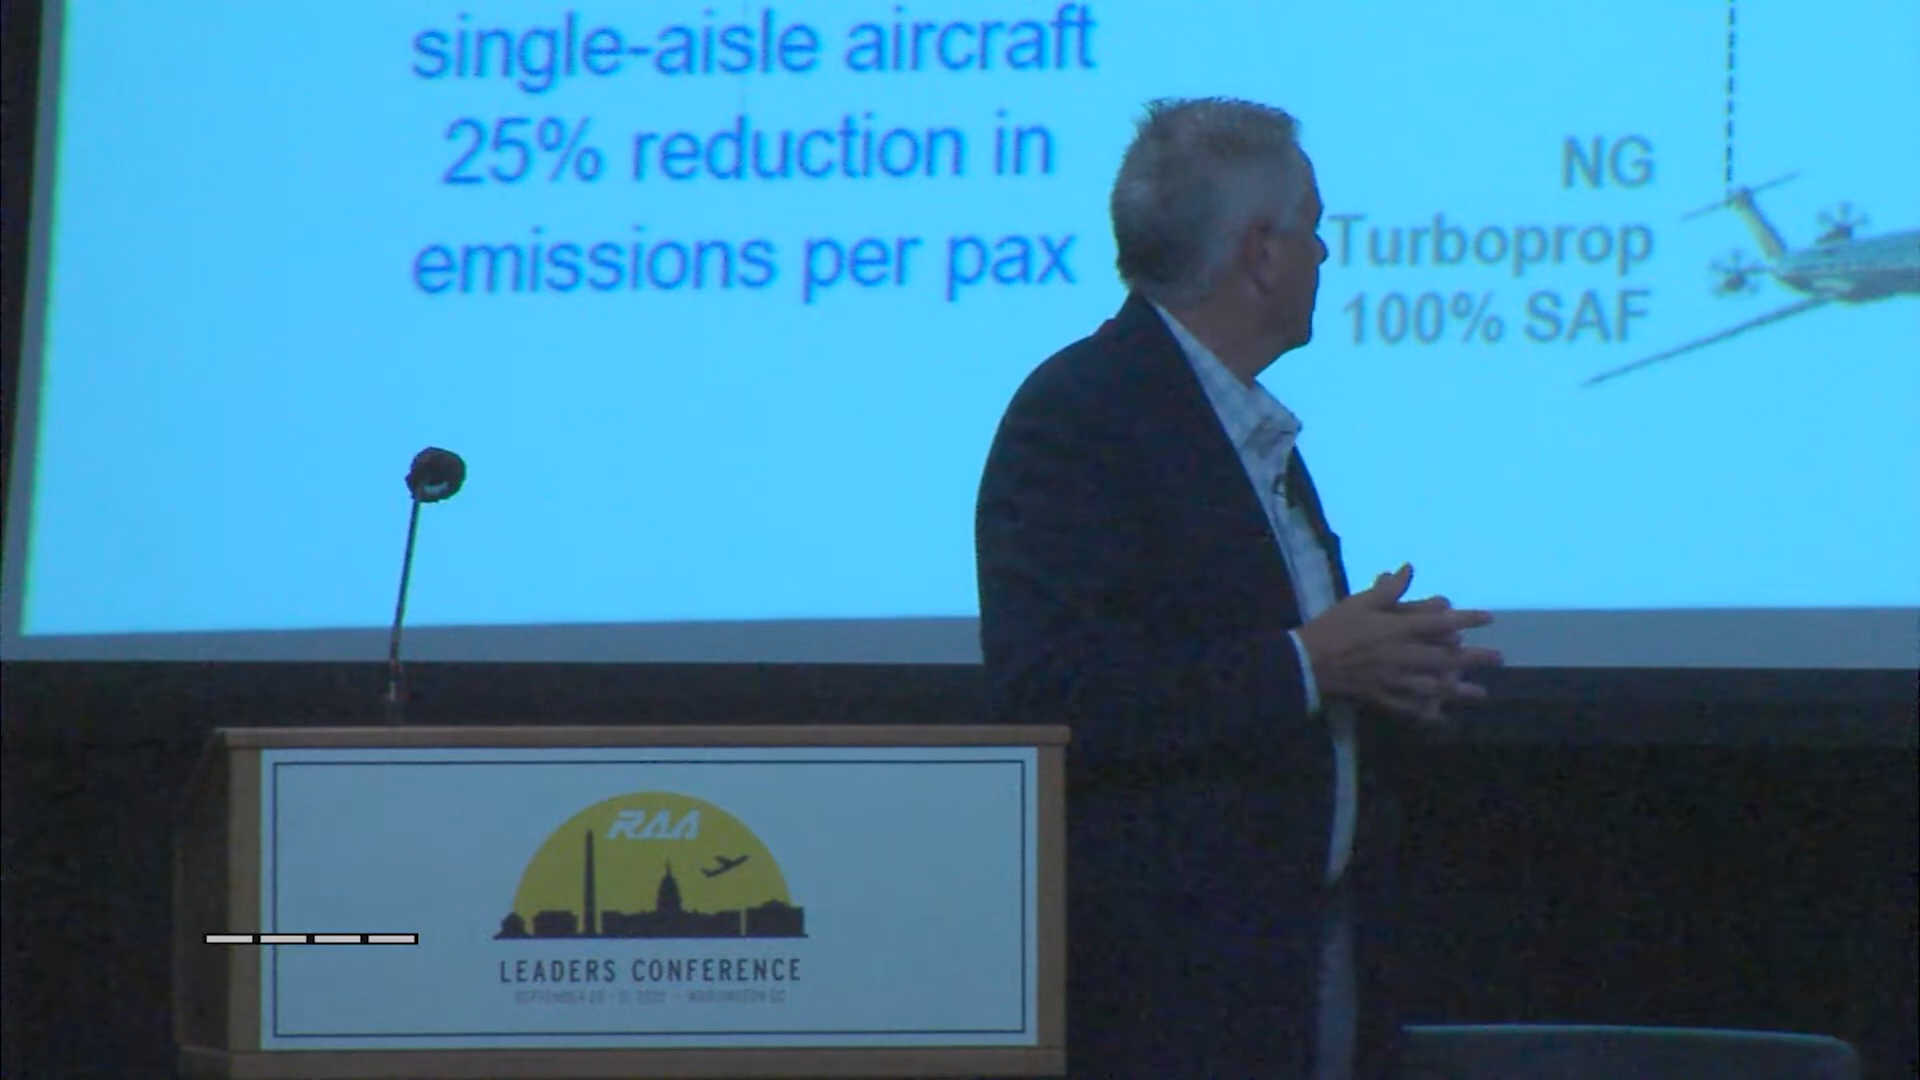 single-aisle aircraft
25% reduction in
emissions per pax
NG
Turboprop
100% SAF
RAA
LEADERS CONFERENCE